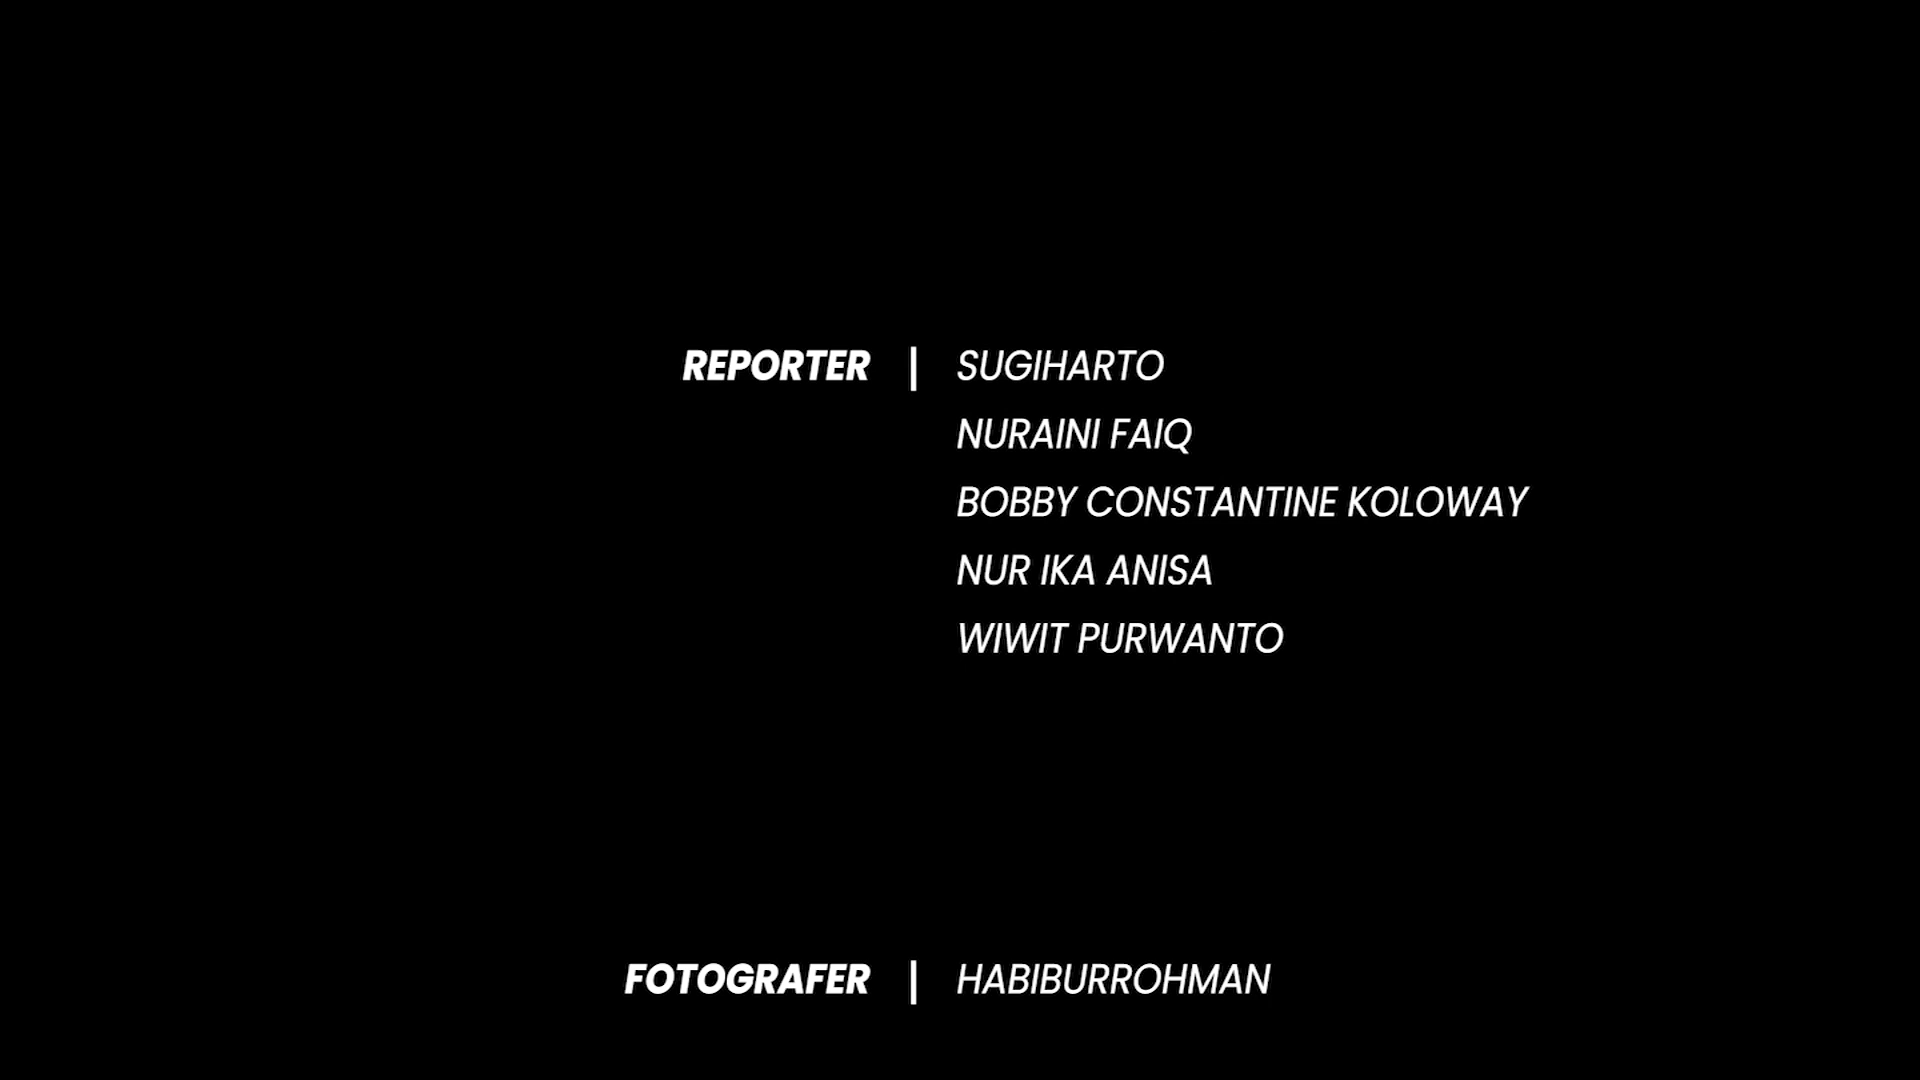 REPORTER | SUGIHARTO
NURAINI FAIQ
BOBBY CONSTANTINE KOLOWAY
NUR IKA ANISA
WIWIT PURWANTO
FOTOGRAFER | HABIBURROHMAN